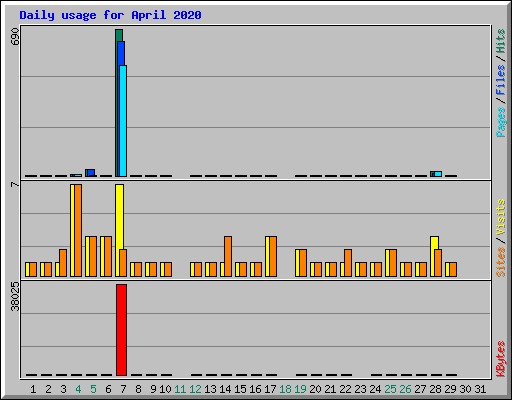 Daily usage for April 2020
690
Pages / Files / Hits
7
Sites / Visits
38025
KBytes
1 2 3 4 5 6 7 8 9 10 11 12 13 14 15 16 17 18 19 20 21 22 23 24 25 26 27 28 29 30 31